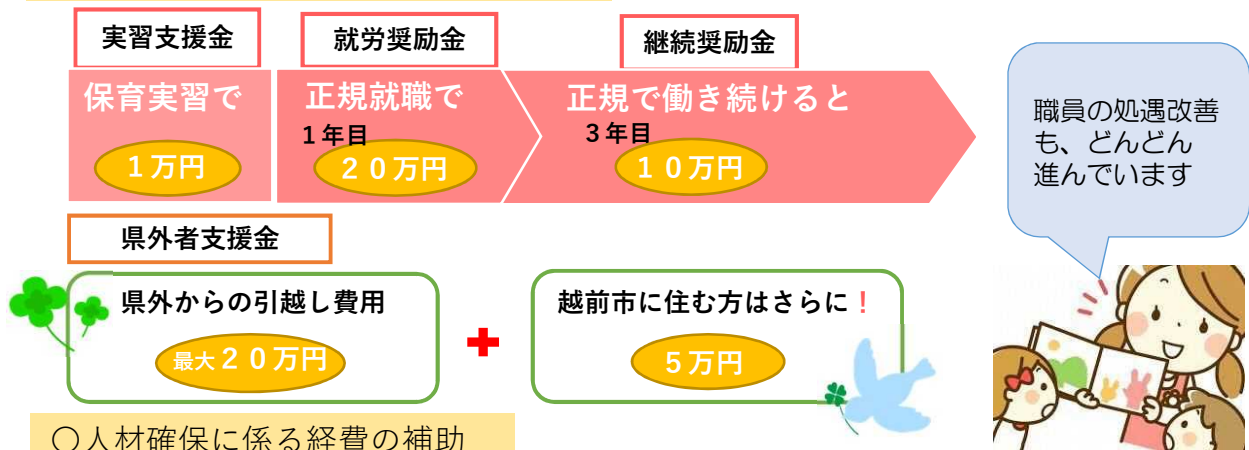 実習支援金
就労奨励金
継続奨励金
保育実習で
正規就職で
正規で働き続けると
１年目
３年目
１万円
２０万円
１０万円
職員の処遇改善
も、どんどん
進んでいます
県外者支援金
県外からの引越し費用
越前市に住む方はさらに！
最大２０万円
＋
５万円
〇人材確保に係る経費の補助